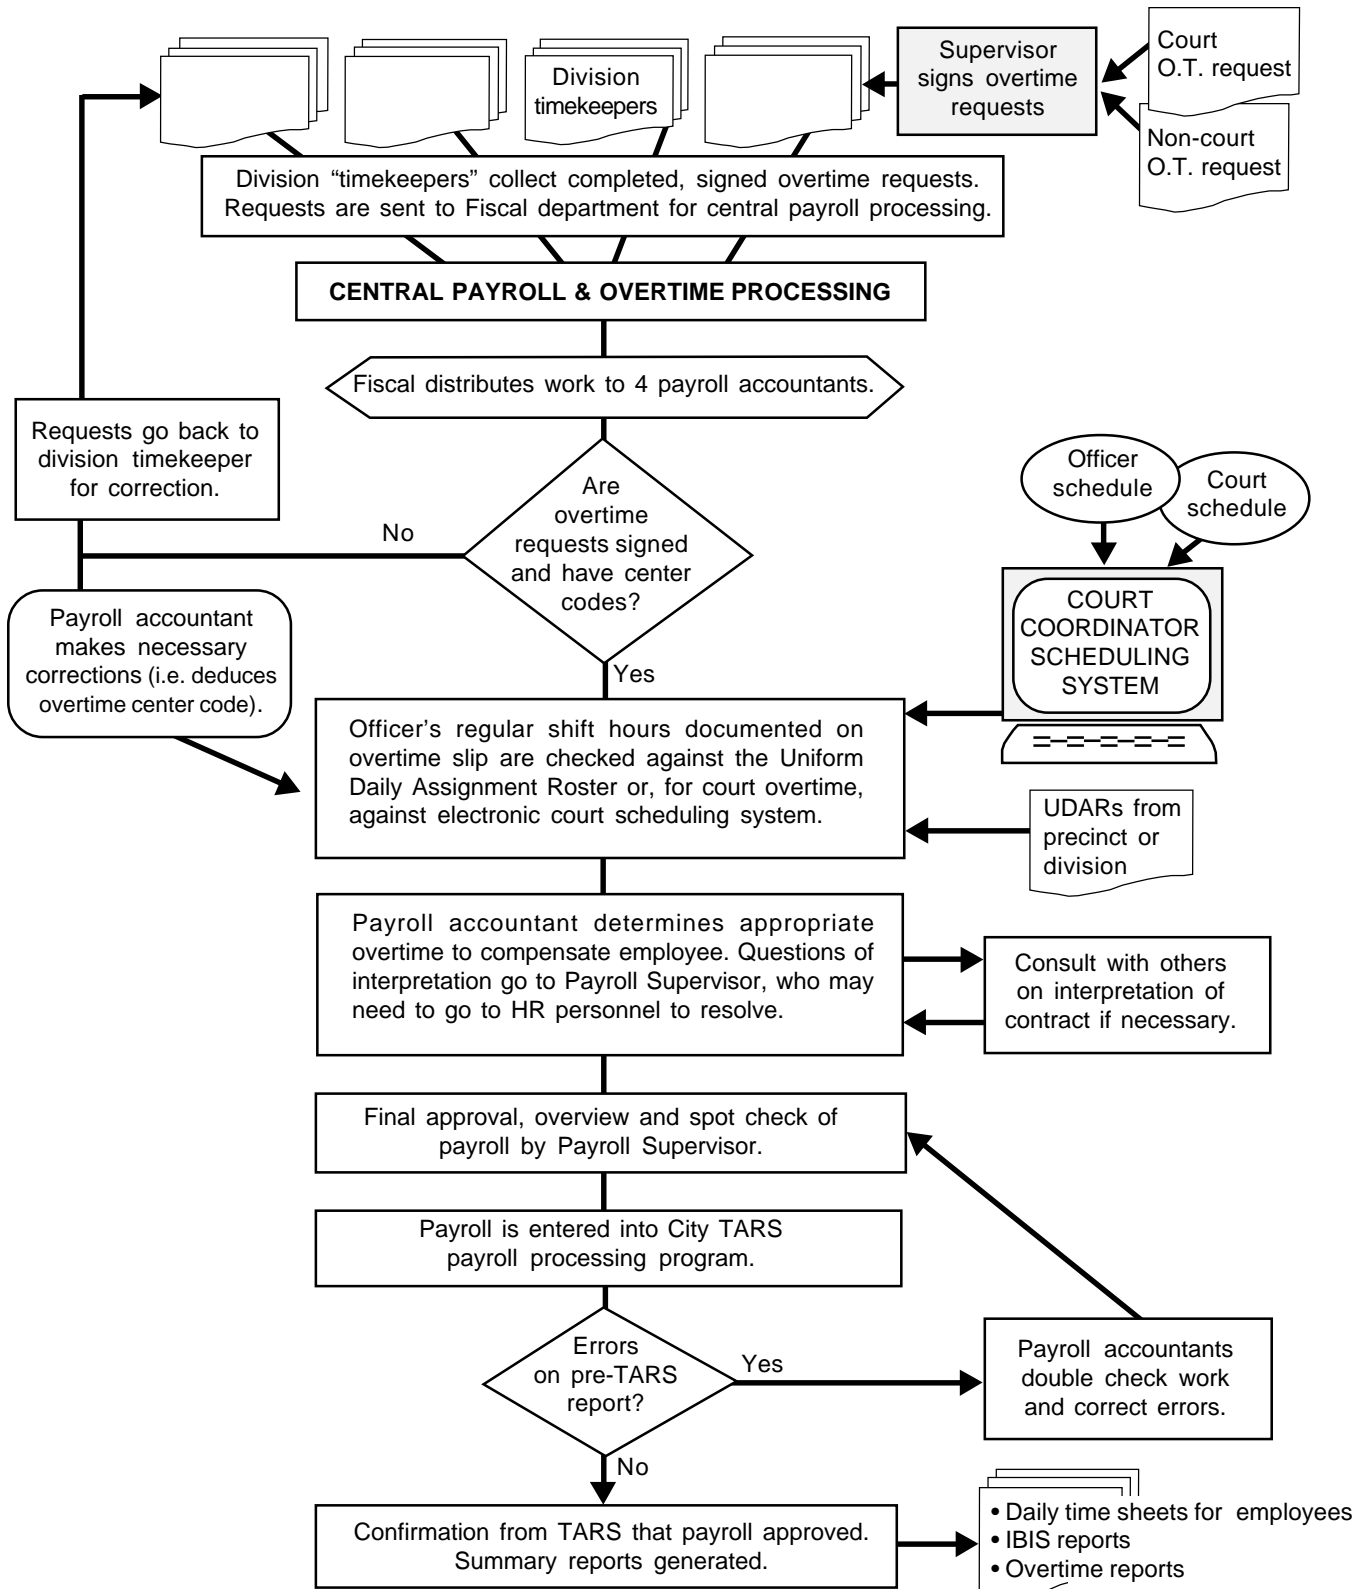 Division
timekeepers
Supervisor
signs overtime
requests
Court
O.T. request
Non-court
O.T. request
Division “timekeepers” collect completed, signed overtime requests.
Requests are sent to Fiscal department for central payroll processing.
CENTRAL PAYROLL & OVERTIME PROCESSING
Fiscal distributes work to 4 payroll accountants.
Requests go back to
division timekeeper
for correction.
Are
overtime
requests signed
and have center
codes?
No
Yes
Payroll accountant
makes necessary
corrections (i.e. deduces
overtime center code).
Officer
schedule
Court
schedule
COURT
COORDINATOR
SCHEDULING
SYSTEM
Officer’s regular shift hours documented on
overtime slip are checked against the Uniform
Daily Assignment Roster or, for court overtime,
against electronic court scheduling system.
UDARs from
precinct or
division
Payroll accountant determines appropriate
overtime to compensate employee. Questions of
interpretation go to Payroll Supervisor, who may
need to go to HR personnel to resolve.
Consult with others
on interpretation of
contract if necessary.
Final approval, overview and spot check of
payroll by Payroll Supervisor.
Payroll is entered into City TARS
payroll processing program.
Errors
on pre-TARS
report?
Yes
No
Payroll accountants
double check work
and correct errors.
Confirmation from TARS that payroll approved.
Summary reports generated.
• Daily time sheets for employees
• IBIS reports
• Overtime reports